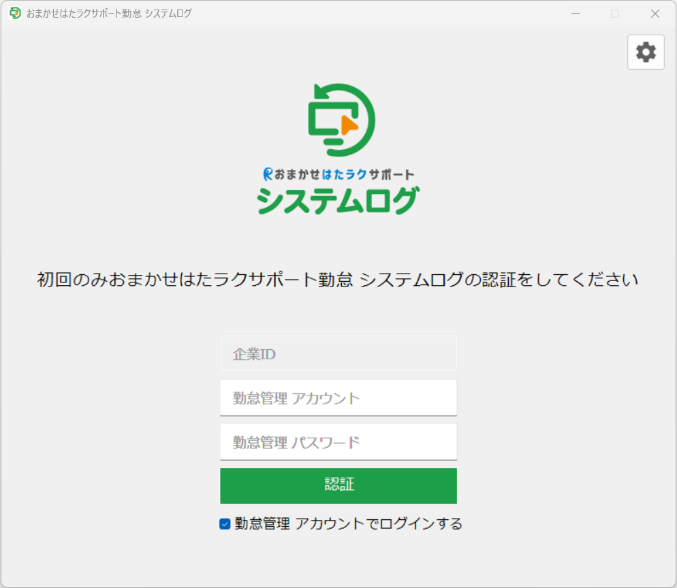 おまかせはたラクサポート勤怠 システムログ
おまかせはたラクサポート
システムログ
初回のみおまかせはたラクサポート勤怠 システムログの認証をしてください
企業ID
勤怠管理 アカウント
勤怠管理 パスワード
認証
勤怠管理 アカウントでログインする